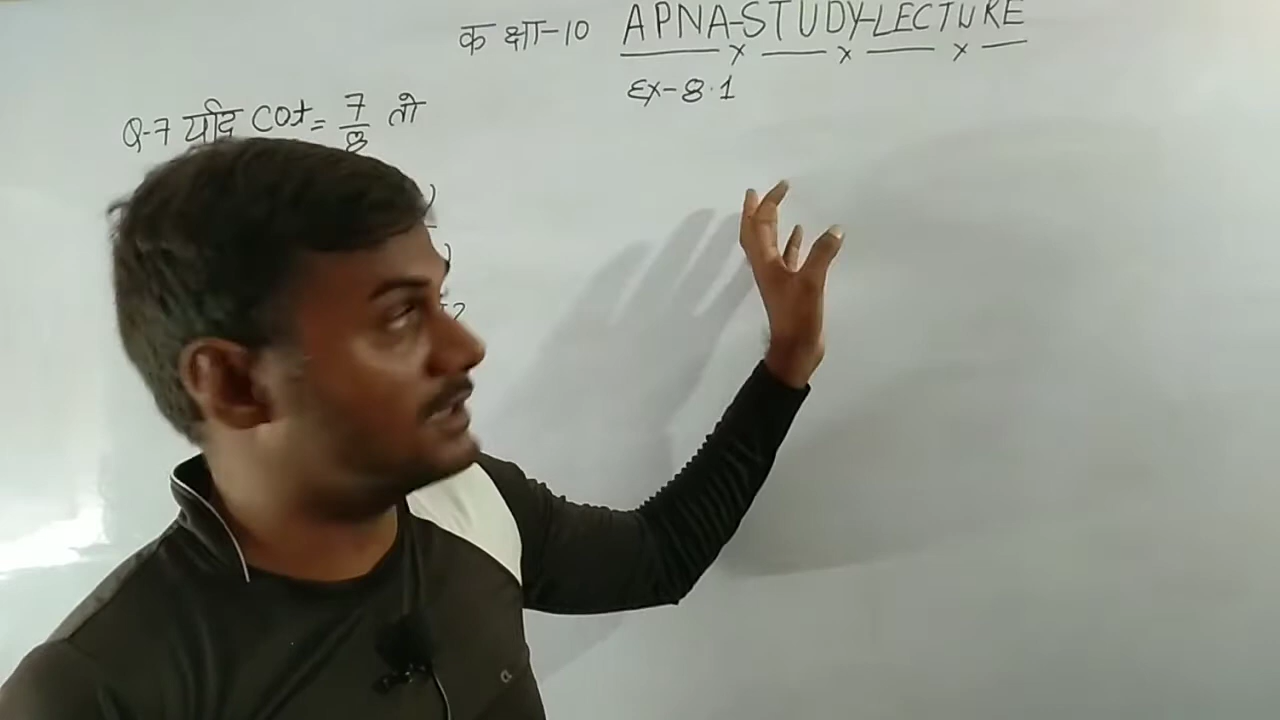 कक्षा-10 APNA-STUDY-LECTURE
Ex-8.1
Q-7 यदि cot = 7/8 तो